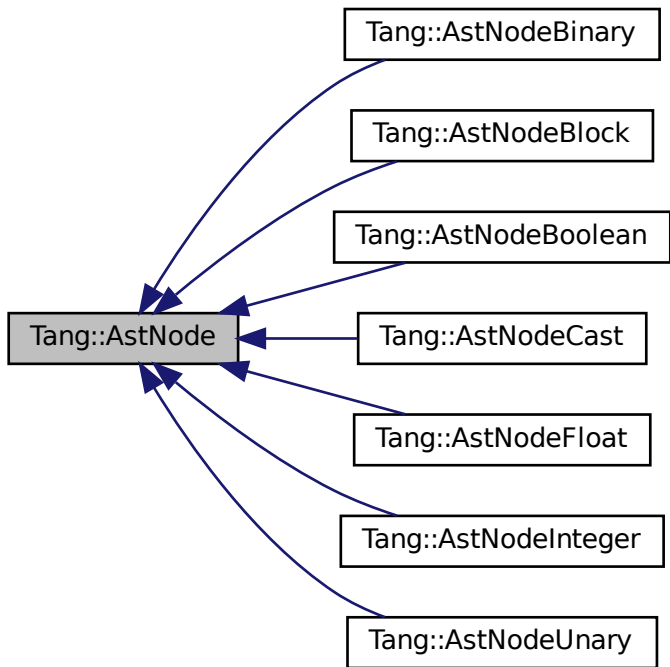 Tang::AstNodeBinary
Tang::AstNodeBlock
Tang::AstNodeBoolean
Tang::AstNode
Tang::AstNodeCast
Tang::AstNodeFloat
Tang::AstNodeInteger
Tang::AstNodeUnary